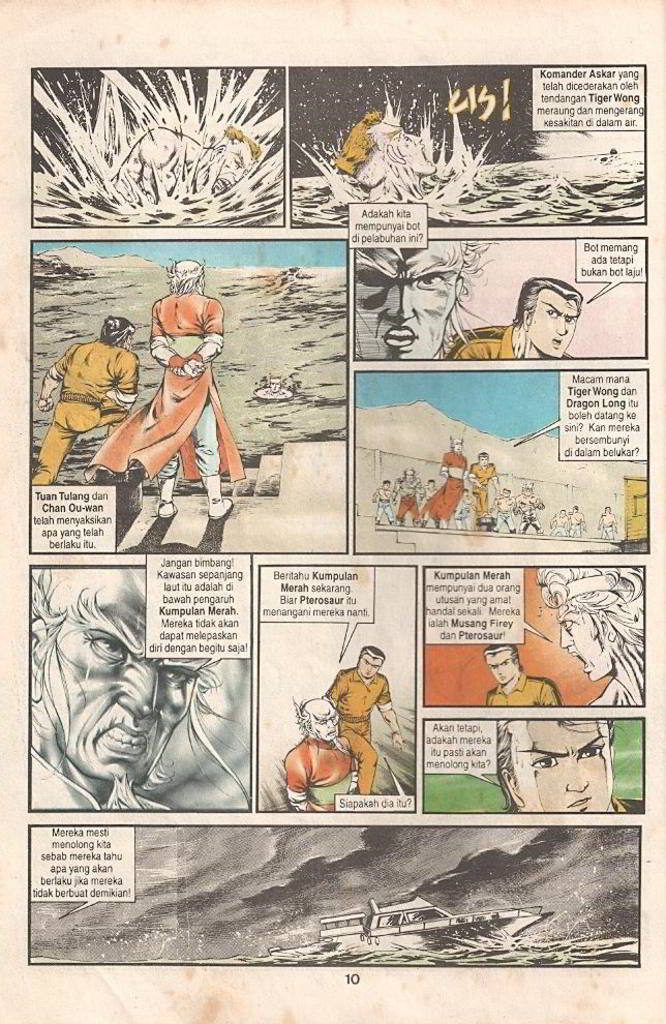 CIS!
Komander Askar yang
telah dicederakan oleh
tendangan Tiger Wong
meraung dan mengerang
kesakitan di dalam air.
Adakah kita
mempunyai bot
di pelabuhan ini?
Bot memang
ada tetapi
bukan bot laju!
Tuan Tulang dan
Chan Ou-wan
telah menyaksikan
apa yang telah
berlaku itu.
Macam mana
Tiger Wong dan
Dragon Long itu
boleh datang ke
sini? Kan mereka
bersembunyi
di dalam belukar?
Jangan bimbang!
Kawasan sepanjang
laut itu adalah di
bawah pengaruh
Kumpulan Merah.
Mereka tidak akan
dapat melepaskan
diri dengan begitu saja!
Beritahu Kumpulan
Merah sekarang.
Biar Pterosaur itu
menangani mereka nanti.
Siapakah dia itu?
Kumpulan Merah
mempunyai dua orang
utusan yang amat
handal sekali. Mereka
ialah Musang Firey
dan Pterosaur!
Akan tetapi,
adakah mereka
itu pasti akan
menolong kita?
Mereka mesti
menolong kita
sebab mereka tahu
apa yang akan
berlaku jika mereka
tidak berbuat demikian!
10